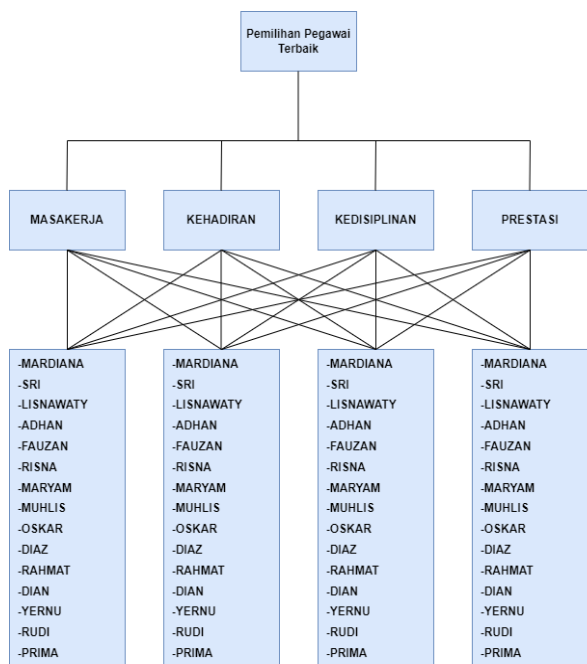 Pemilihan Pegawai
Terbaik
MASAKERJA
KEHADIRAN
KEDISIPLINAN
PRESTASI
-MARDIANA
-SRI
-LISNAWATY
-ADHAN
-FAUZAN
-RISNA
-MARYAM
-MUHLIS
-OSKAR
-DIAZ
-RAHMAT
-DIAN
-YERNU
-RUDI
-PRIMA
-MARDIANA
-SRI
-LISNAWATY
-ADHAN
-FAUZAN
-RISNA
-MARYAM
-MUHLIS
-OSKAR
-DIAZ
-RAHMAT
-DIAN
-YERNU
-RUDI
-PRIMA
-MARDIANA
-SRI
-LISNAWATY
-ADHAN
-FAUZAN
-RISNA
-MARYAM
-MUHLIS
-OSKAR
-DIAZ
-RAHMAT
-DIAN
-YERNU
-RUDI
-PRIMA
-MARDIANA
-SRI
-LISNAWATY
-ADHAN
-FAUZAN
-RISNA
-MARYAM
-MUHLIS
-OSKAR
-DIAZ
-RAHMAT
-DIAN
-YERNU
-RUDI
-PRIMA